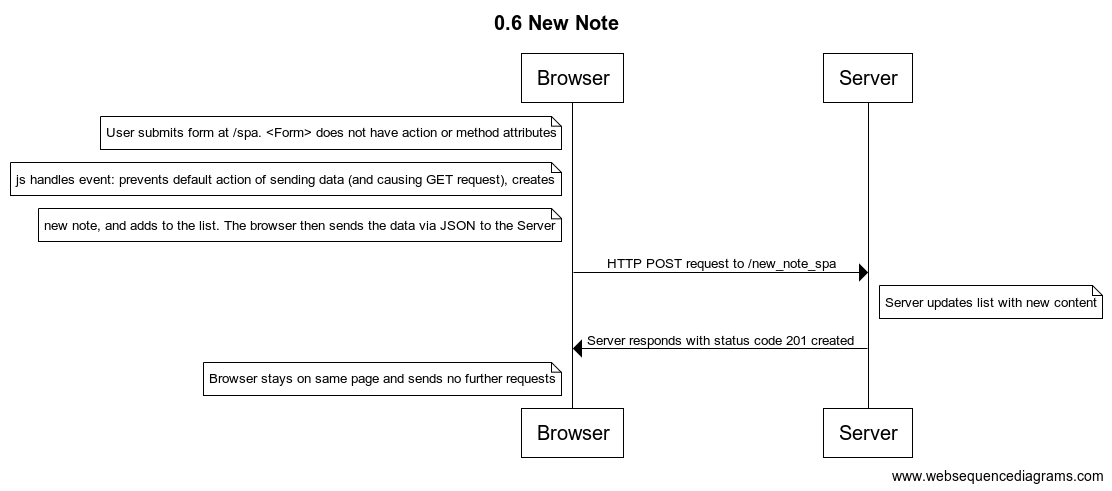 0.6 New Note
Browser
Server
User submits form at /spa. <Form> does not have action or method attributes
js handles event: prevents default action of sending data (and causing GET request), creates
new note, and adds to the list. The browser then sends the data via JSON to the Server
HTTP POST request to /new_note_spa
Server updates list with new content
Server responds with status code 201 created
Browser stays on same page and sends no further requests
Browser
Server
www.websequencediagrams.com